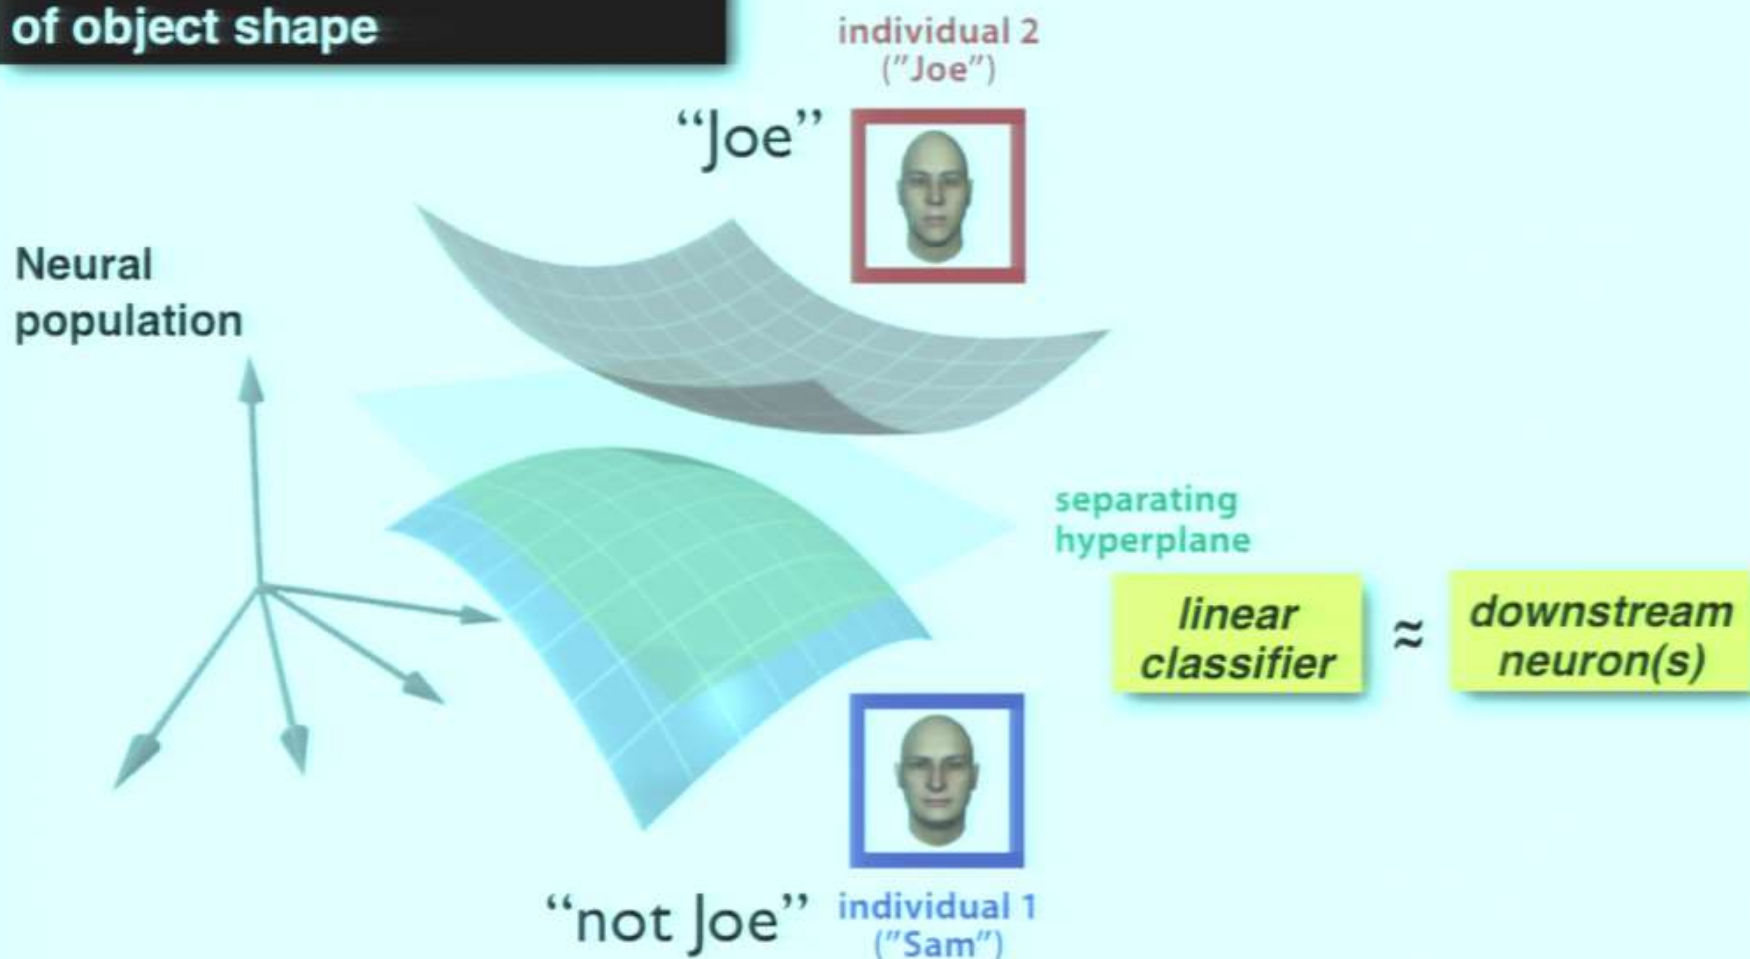 of object shape
individual 2
("Joe")
“Joe”
Neural
population
separating
hyperplane
linear
classifier
≈
downstream
neuron(s)
“not Joe”
individual 1
("Sam")